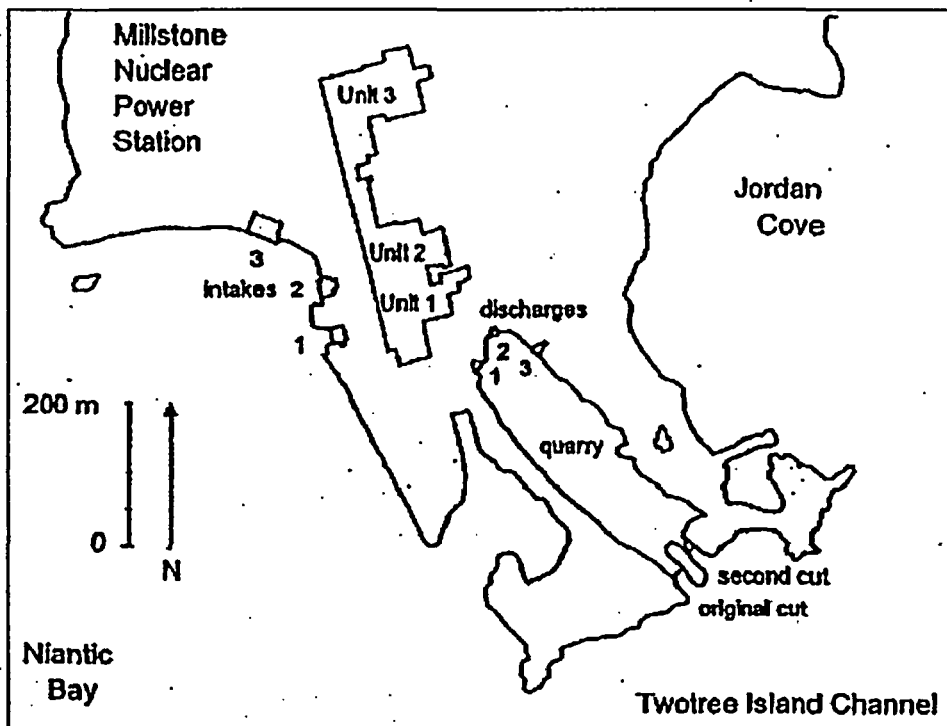 Millstone
Nuclear
Power
Station
Unit 3
Jordan
Cove
3
intakes 2
Unit 2
Unit 1
1
discharges
2
3
1
200 m
quarry
0
N
second cut
original cut
Niantic
Bay
Twotree Island Channel